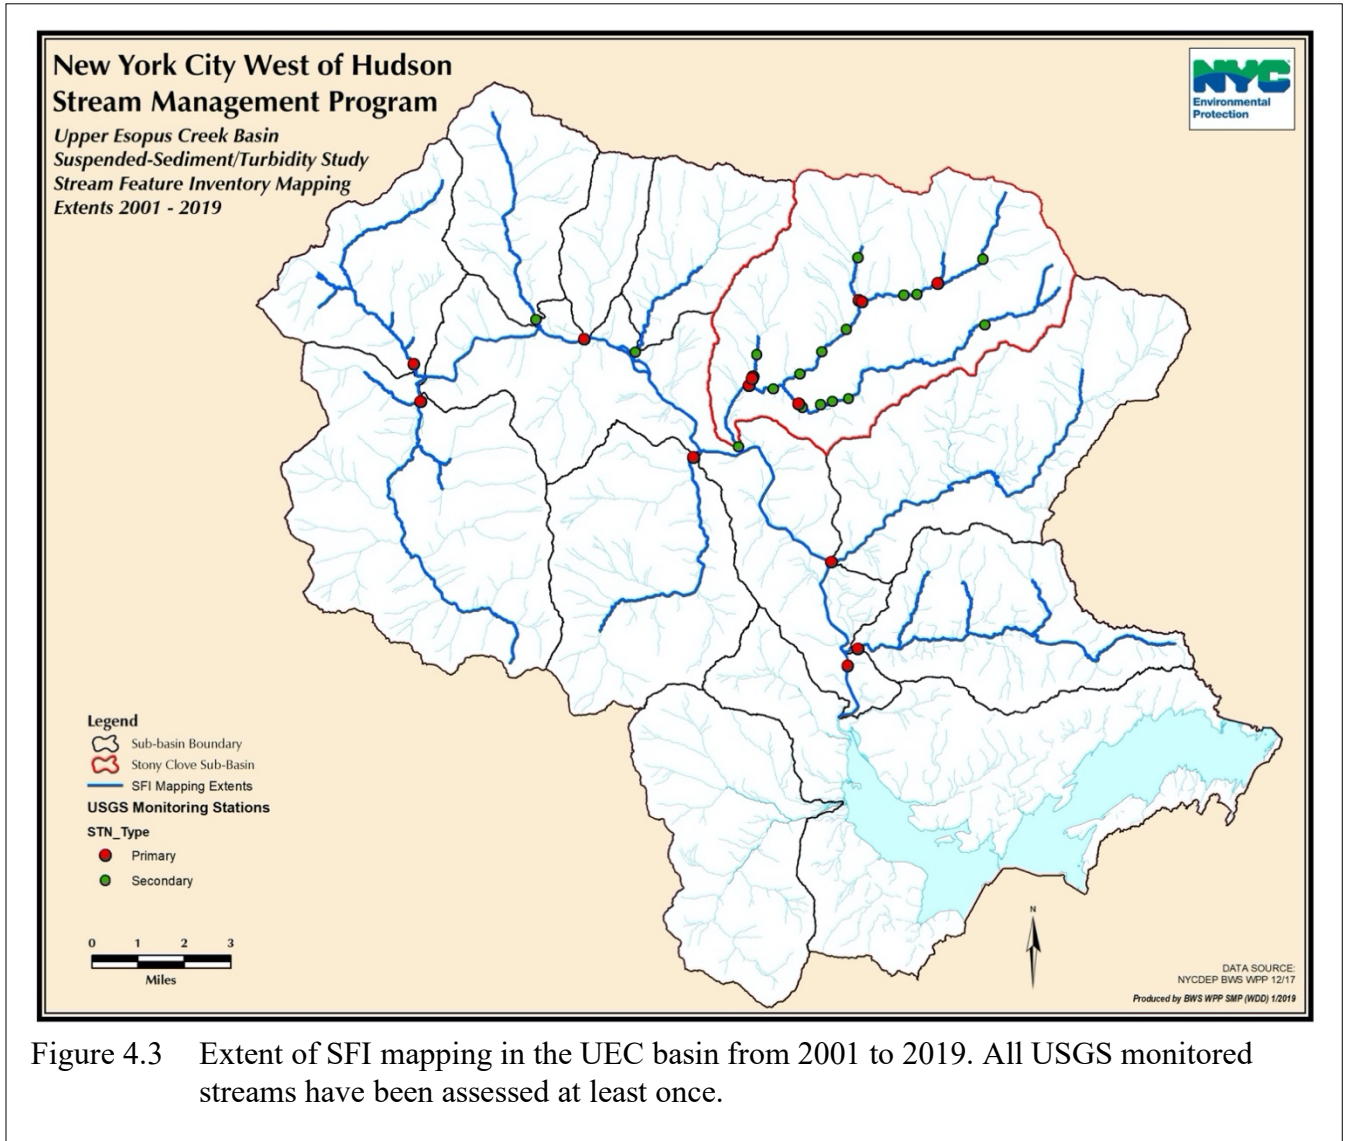 New York City West of Hudson
Stream Management Program
Upper Esopus Creek Basin
Suspended-Sediment/Turbidity Study
Stream Feature Inventory Mapping
Extents 2001 - 2019
NYC
Environmental
Protection
Legend
Sub-basin Boundary
Stony Clove Sub-Basin
SFI Mapping Extents
USGS Monitoring Stations
STN_Type
Primary
Secondary
0 1 2 3
Miles
N
DATA SOURCE:
NYCDEP BWS WPP 12/17
Produced by BWS WPP SMP (WDD) 1/2019
Figure 4.3 Extent of SFI mapping in the UEC basin from 2001 to 2019. All USGS monitored
streams have been assessed at least once.